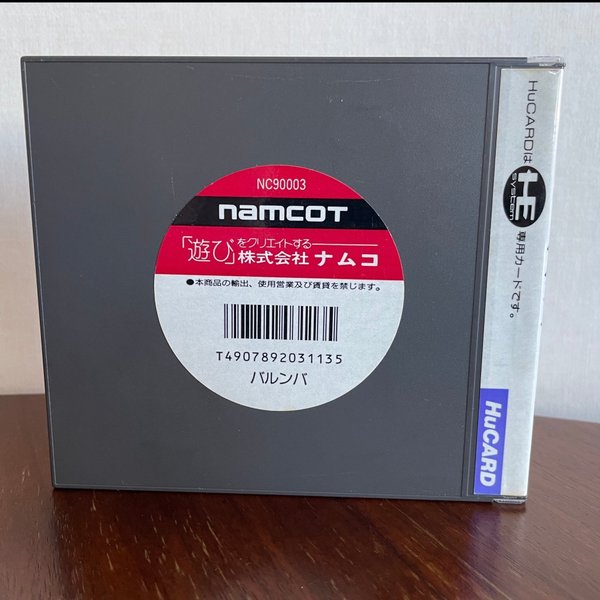 NC90003
namcot
「遊び」をクリエイトする
株式会社 ナムコ
●本商品の輸出、使用営業及び賃貸を禁じます。
T4907892031135
バルンバ
HuCARDは HE SYSTEM 専用カードです。
HuCARD